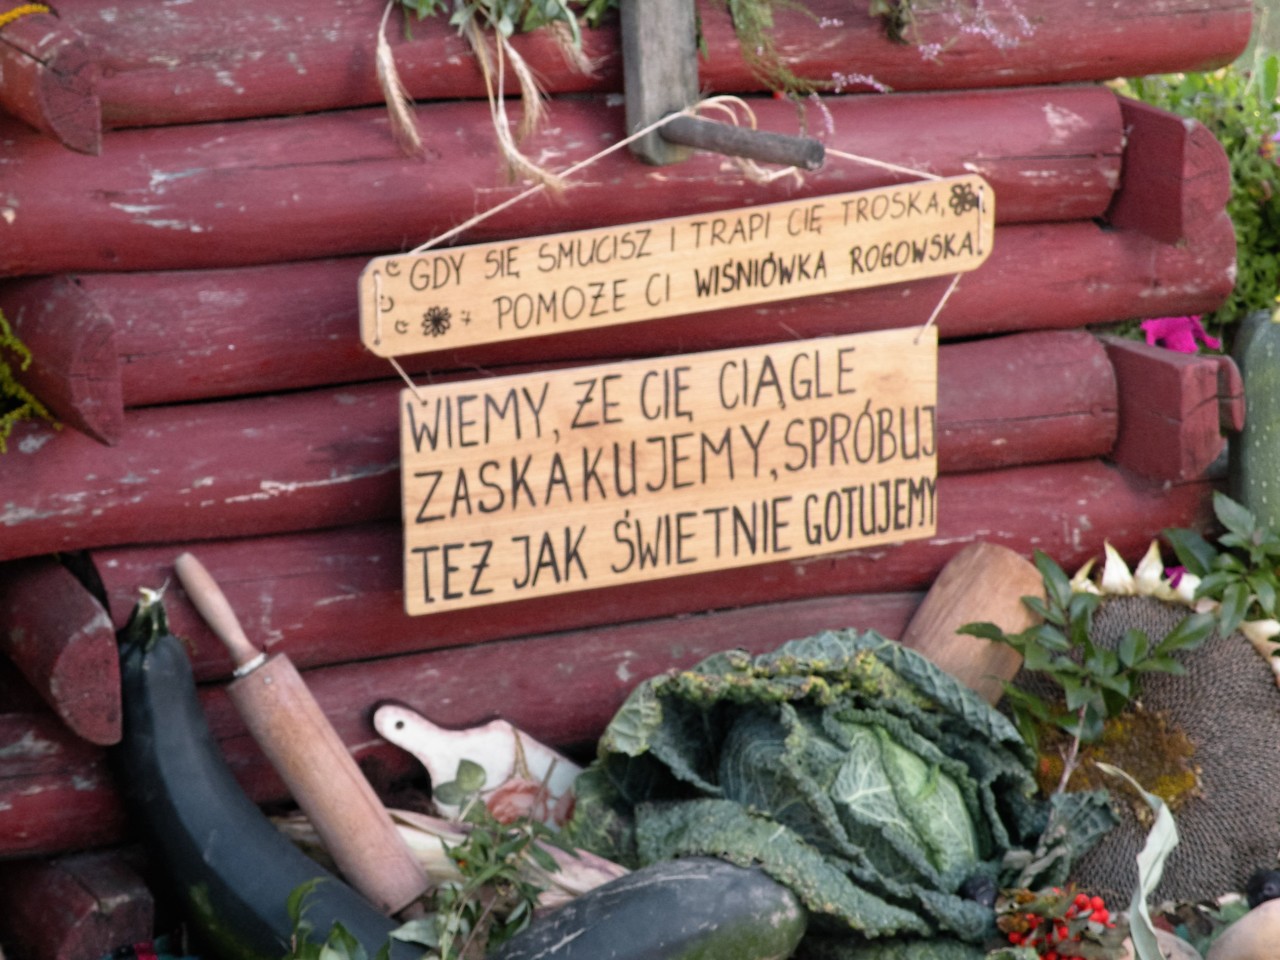 GDY SIĘ SMUCISZ I TRAPI CIĘ TROSKA,
POMOŻE CI WIŚNIÓWKA ROGOWSKA.
WIEMY, ŻE CIĘ CIĄGLE
ZASKAKUJEMY, SPRÓBUJ
TEŻ JAK ŚWIETNIE GOTUJEMY